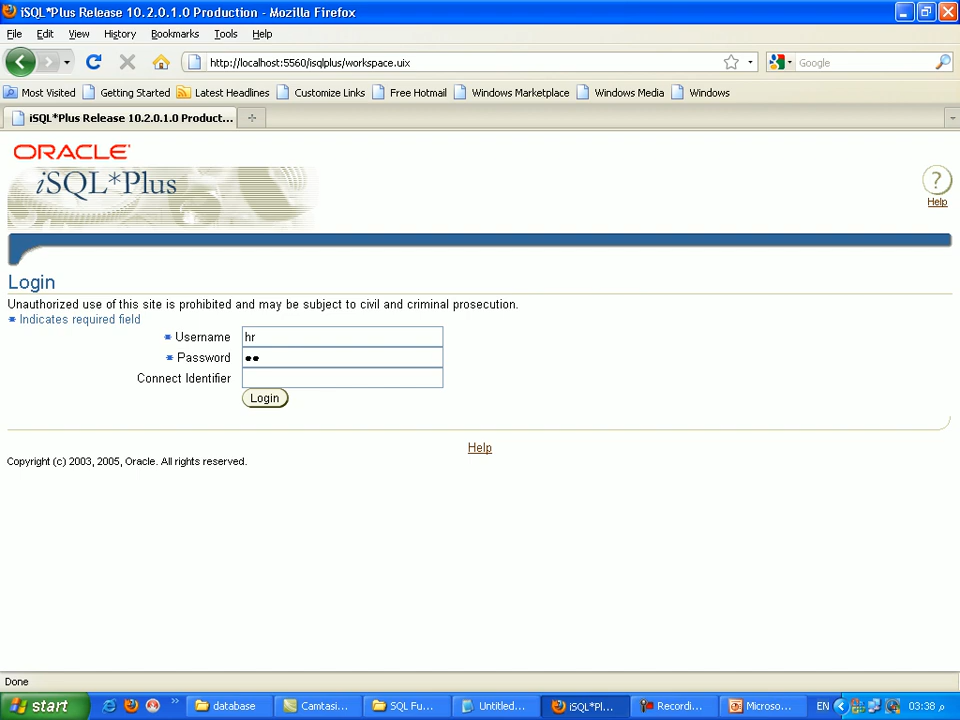 iSQL*Plus Release 10.2.0.1.0 Production - Mozilla Firefox
File Edit View History Bookmarks Tools Help
http://localhost:5560/isqlplus/workspace.uix
Google
Most Visited Getting Started Latest Headlines Customize Links Free Hotmail Windows Marketplace Windows Media Windows
iSQL*Plus Release 10.2.0.1.0 Product...
ORACLE
iSQL*Plus
?
Help
Login
Unauthorized use of this site is prohibited and may be subject to civil and criminal prosecution.
* Indicates required field
* Username hr
* Password ●●
Connect Identifier
Login
Help
Copyright (c) 2003, 2005, Oracle. All rights reserved.
Done
start database Camtasi... SQL Fu... Untitled... iSQL*Pl... Recordi... Microso... EN 03:38 م